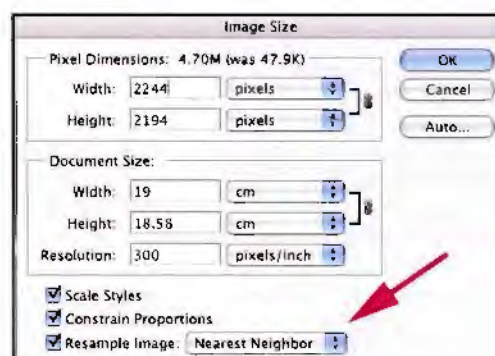 Image Size
Pixel Dimensions: 4.70M (was 47.9K)
Width: 2244 pixels
Height: 2194 pixels
OK
Cancel
Auto...
Document Size:
Width: 19 cm
Height: 18.58 cm
Resolution: 300 pixels/inch
Scale Styles
Constrain Proportions
Resample Image: Nearest Neighbor